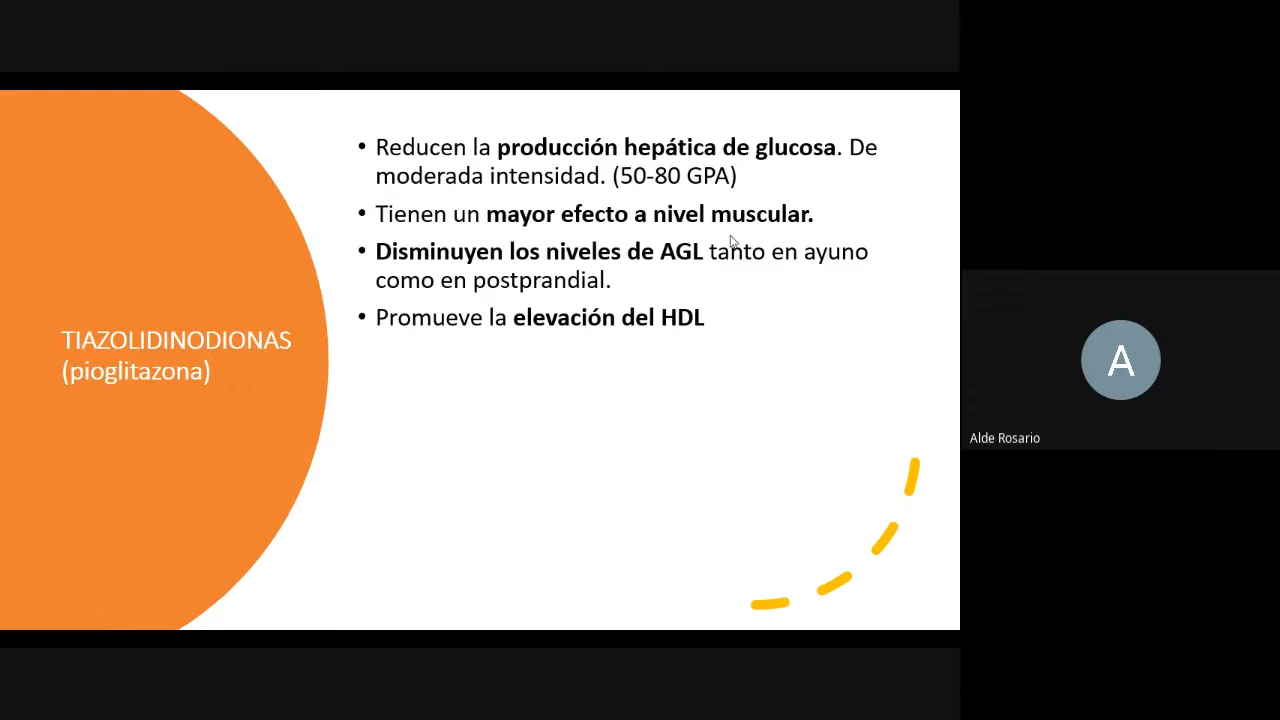 TIAZOLIDINODIONAS
(pioglitazona)
• Reducen la producción hepática de glucosa. De
moderada intensidad. (50-80 GPA)
• Tienen un mayor efecto a nivel muscular.
• Disminuyen los niveles de AGL tanto en ayuno
como en postprandial.
• Promueve la elevación del HDL
A
Alde Rosario